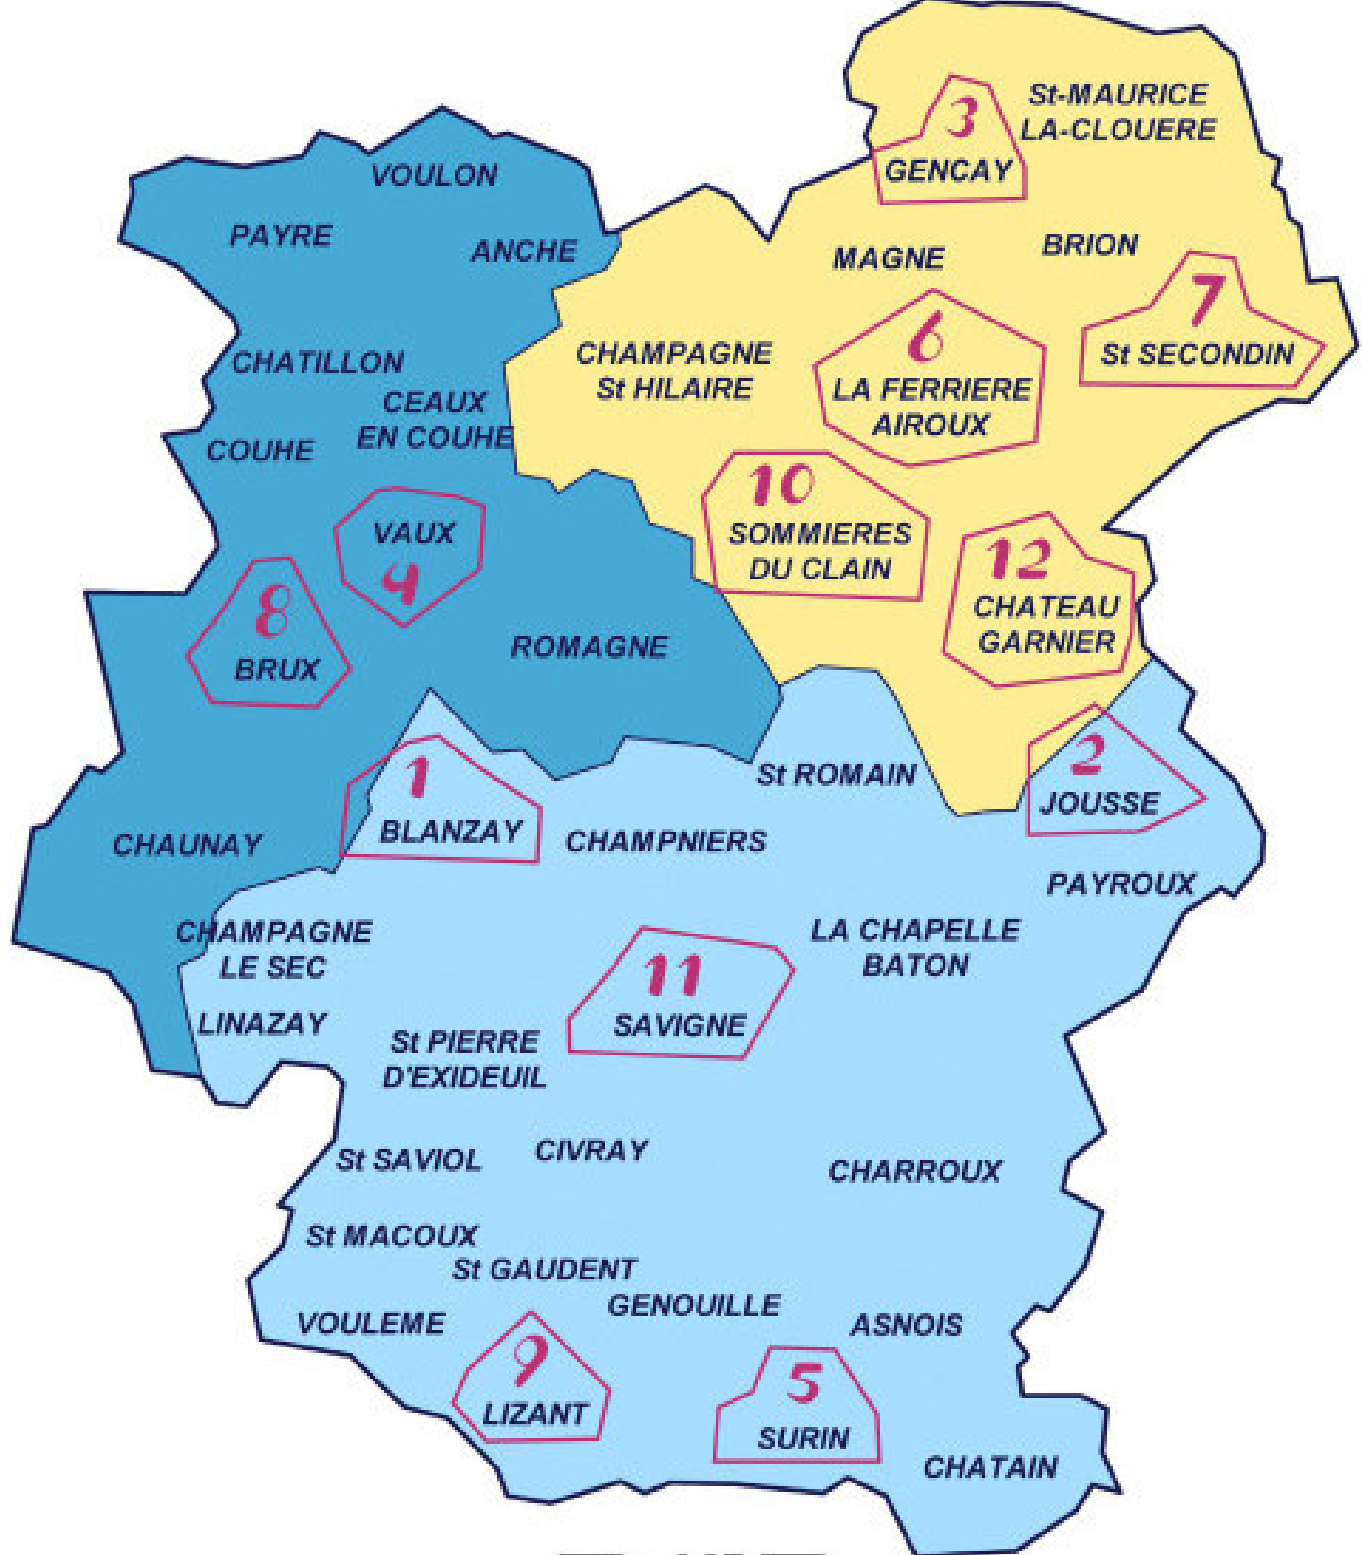 3
St-MAURICE
LA-CLOUERE
GENCAY
VOULON
PAYRE
ANCHE
MAGNE
BRION
7
St SECONDIN
6
LA FERRIERE
AIROUX
CHAMPAGNE
St HILAIRE
CHATILLON
CEAUX
EN COUHE
COUHE
10
SOMMIERES
DU CLAIN
VAUX
4
12
CHATEAU
GARNIER
8
BRUX
ROMAGNE
1
BLANZAY
St ROMAIN
2
JOUSSE
CHAUNAY
CHAMPNIERS
PAYROUX
CHAMPAGNE
LE SEC
LA CHAPELLE
BATON
11
SAVIGNE
LINAZAY
St PIERRE
D'EXIDEUIL
St SAVIOL
CIVRAY
CHARROUX
St MACOUX
St GAUDENT
GENOUILLE
VOULEME
ASNOIS
9
LIZANT
5
SURIN
CHATAIN